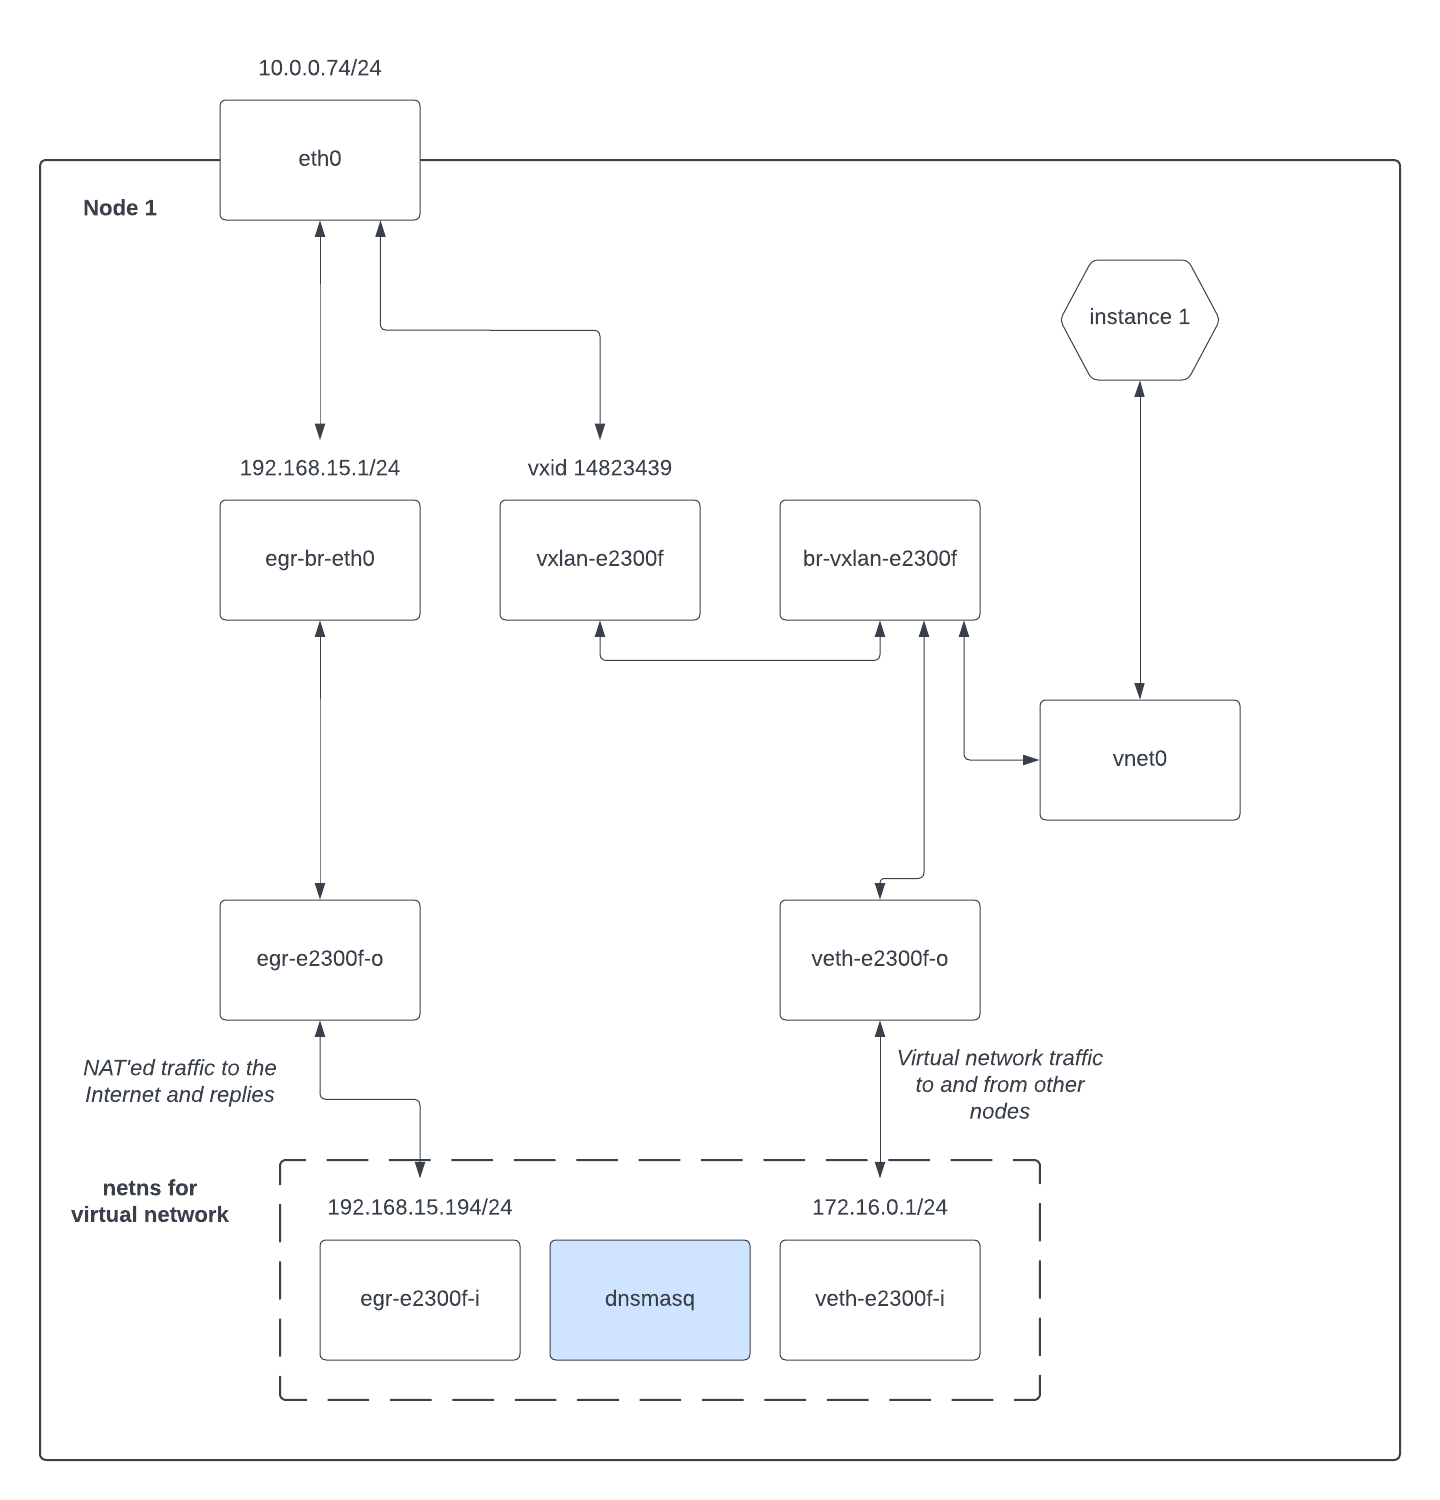 10.0.0.74/24
eth0
Node 1
instance 1
192.168.15.1/24
vxid 14823439
egr-br-eth0
vxlan-e2300f
br-vxlan-e2300f
vnet0
egr-e2300f-o
veth-e2300f-o
NAT'ed traffic to the
Internet and replies
Virtual network traffic
to and from other
nodes
netns for
virtual network
192.168.15.194/24
172.16.0.1/24
egr-e2300f-i
dnsmasq
veth-e2300f-i